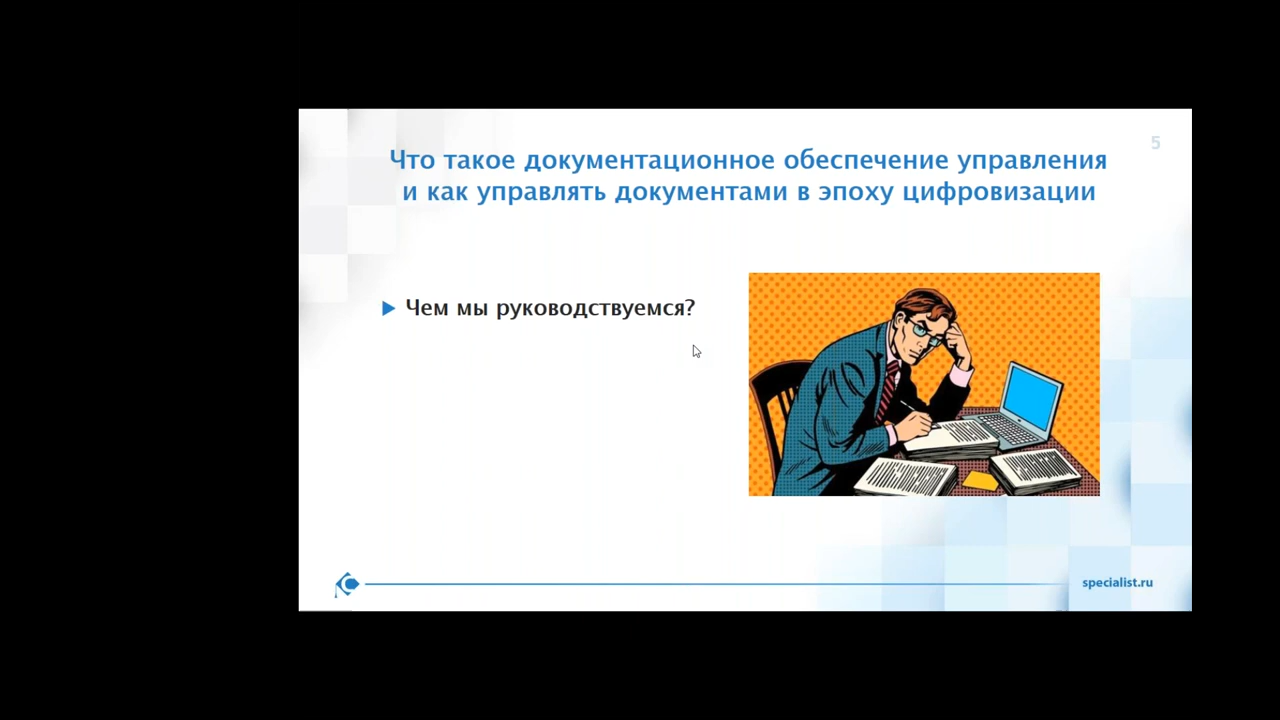 5
Что такое документационное обеспечение управления
и как управлять документами в эпоху цифровизации
Чем мы руководствуемся?
specialist.ru